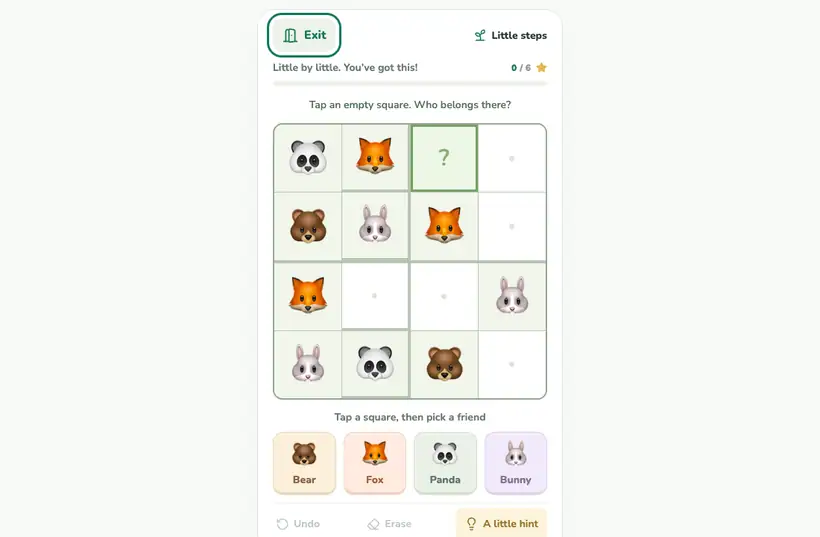 Exit
Little steps
Little by little. You've got this!
0 / 6
Tap an empty square. Who belongs there?
?
Tap a square, then pick a friend
Bear
Fox
Panda
Bunny
Undo
Erase
A little hint